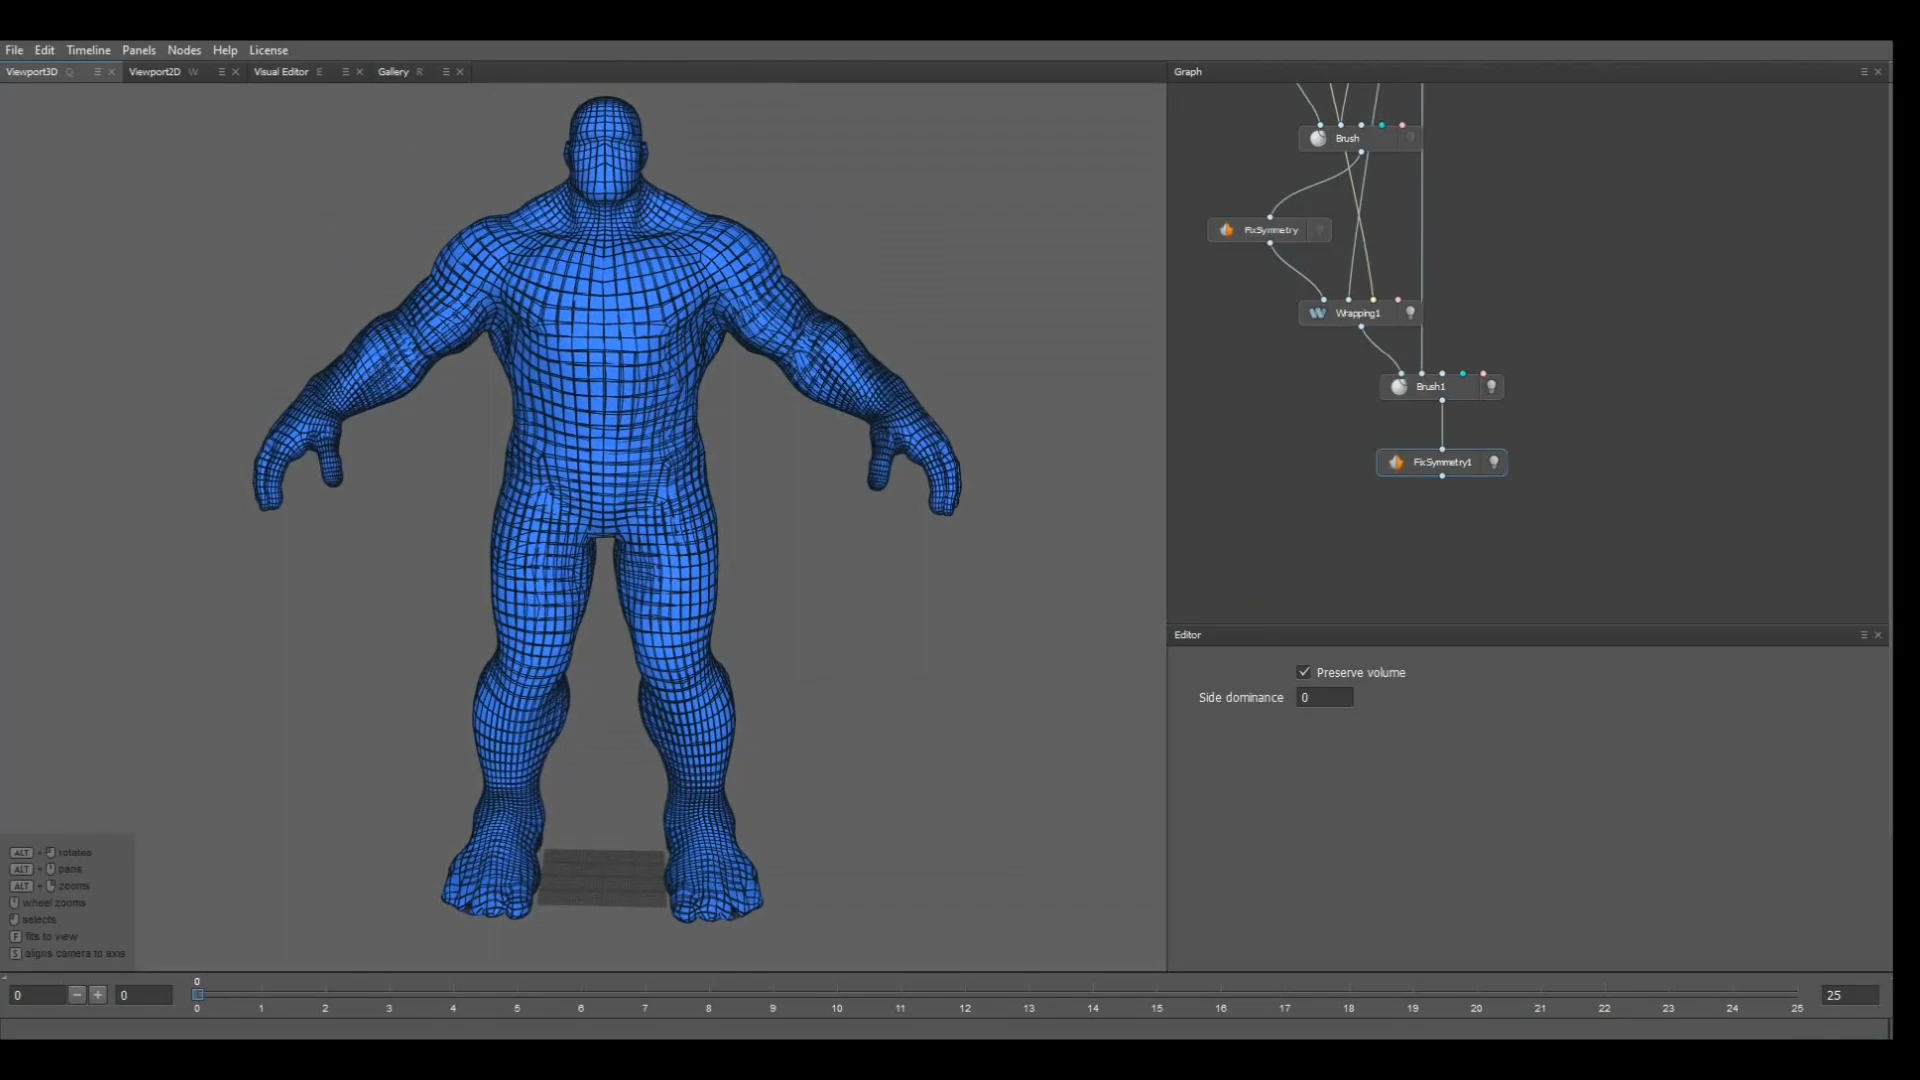 File Edit Timeline Panels Nodes Help License
Viewport3D Q Viewport2D W Visual Editor E Gallery R
Graph
Brush
FixSymmetry
Wrapping1
Brush1
FixSymmetry1
Editor
Preserve volume
Side dominance 0
ALT + rotates
ALT + pans
ALT + zooms
wheel zooms
selects
F fits to view
S aligns camera to axis
0
0 − + 0 25
0 1 2 3 4 5 6 7 8 9 10 11 12 13 14 15 16 17 18 19 20 21 22 23 24 25